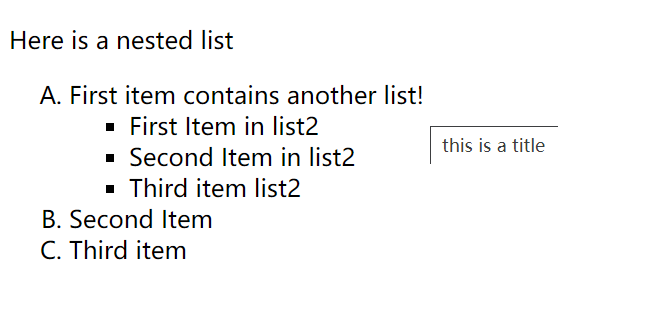 Here is a nested list
A. First item contains another list!
▪ First Item in list2
▪ Second Item in list2
▪ Third item list2
B. Second Item
C. Third item
this is a title